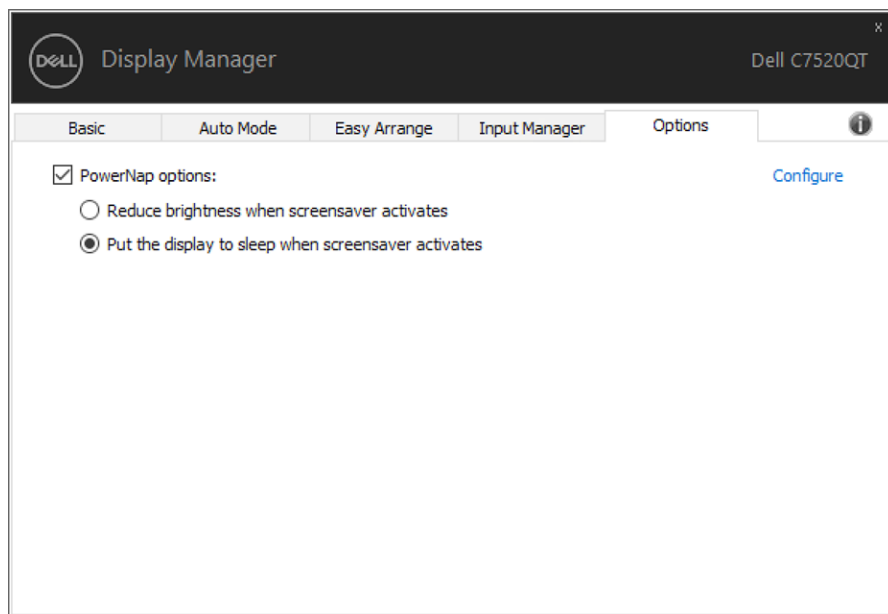 x
DELL Display Manager Dell C7520QT
Basic Auto Mode Easy Arrange Input Manager Options i
PowerNap options: Configure
Reduce brightness when screensaver activates
Put the display to sleep when screensaver activates